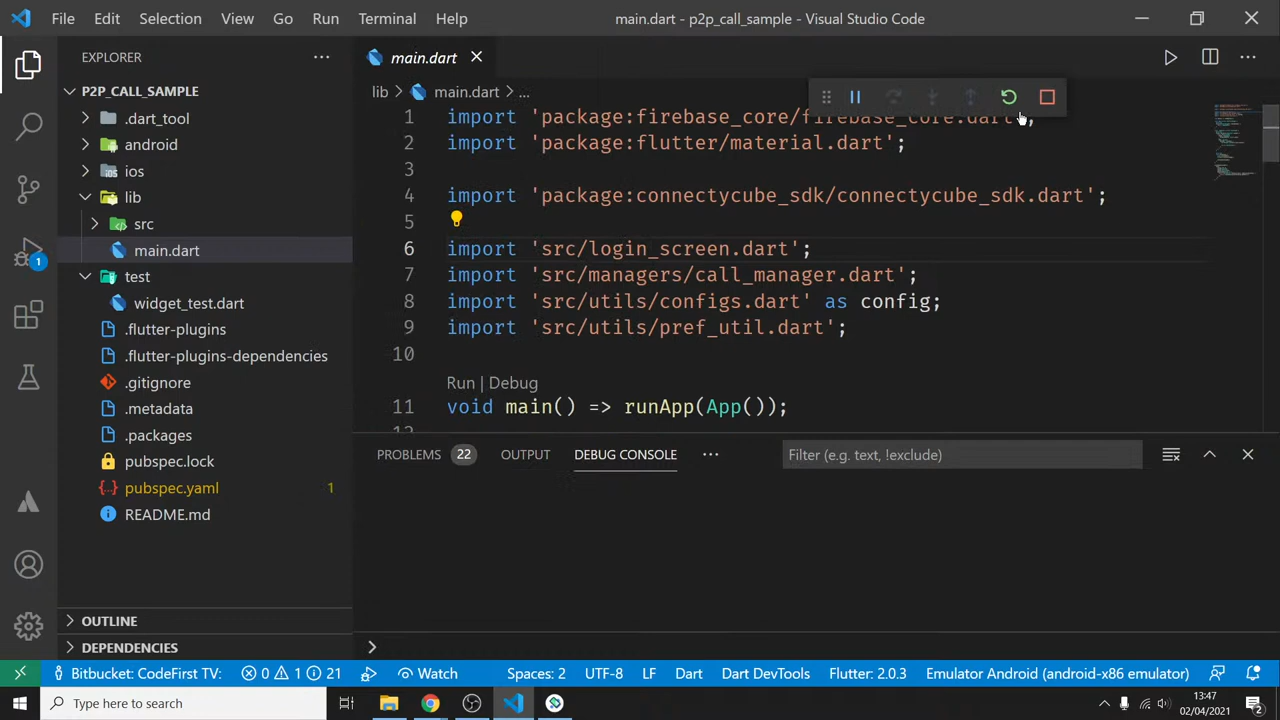 File Edit Selection View Go Run Terminal Help main.dart - p2p_call_sample - Visual Studio Code
EXPLORER
P2P_CALL_SAMPLE
.dart_tool
android
ios
lib
src
main.dart
test
widget_test.dart
.flutter-plugins
.flutter-plugins-dependencies
.gitignore
.metadata
.packages
pubspec.lock
pubspec.yaml 1
README.md
OUTLINE
DEPENDENCIES
1
main.dart
lib > main.dart > ...
1 import 'package:firebase_core/firebase_core.dart';
2 import 'package:flutter/material.dart';
3
4 import 'package:connectycube_sdk/connectycube_sdk.dart';
5
6 import 'src/login_screen.dart';
7 import 'src/managers/call_manager.dart';
8 import 'src/utils/configs.dart' as config;
9 import 'src/utils/pref_util.dart';
10
Run | Debug
11 void main() => runApp(App());
PROBLEMS 22 OUTPUT DEBUG CONSOLE Filter (e.g. text, !exclude)
Bitbucket: CodeFirst TV: 0 1 21 Watch Spaces: 2 UTF-8 LF Dart Dart DevTools Flutter: 2.0.3 Emulator Android (android-x86 emulator)
Type here to search
13:47
02/04/2021
2